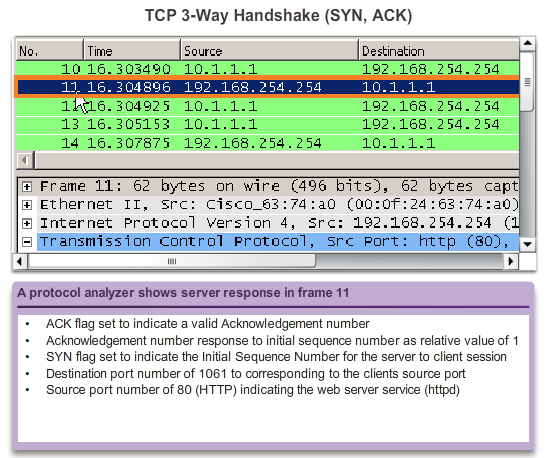 TCP 3-Way Handshake (SYN, ACK)
No. Time Source Destination
10 16.303490 10.1.1.1 192.168.254.254
11 16.304896 192.168.254.254 10.1.1.1
12 16.304925 10.1.1.1 192.168.254.254
13 16.305153 10.1.1.1 192.168.254.254
14 16.307875 192.168.254.254 10.1.1.1
Frame 11: 62 bytes on wire (496 bits), 62 bytes capt
Ethernet II, Src: Cisco_63:74:a0 (00:0f:24:63:74:a0)
Internet Protocol Version 4, Src: 192.168.254.254 (1
Transmission Control Protocol, Src Port: http (80),
A protocol analyzer shows server response in frame 11
• ACK flag set to indicate a valid Acknowledgement number
• Acknowledgement number response to initial sequence number as relative value of 1
• SYN flag set to indicate the Initial Sequence Number for the server to client session
• Destination port number of 1061 to corresponding to the clients source port
• Source port number of 80 (HTTP) indicating the web server service (httpd)